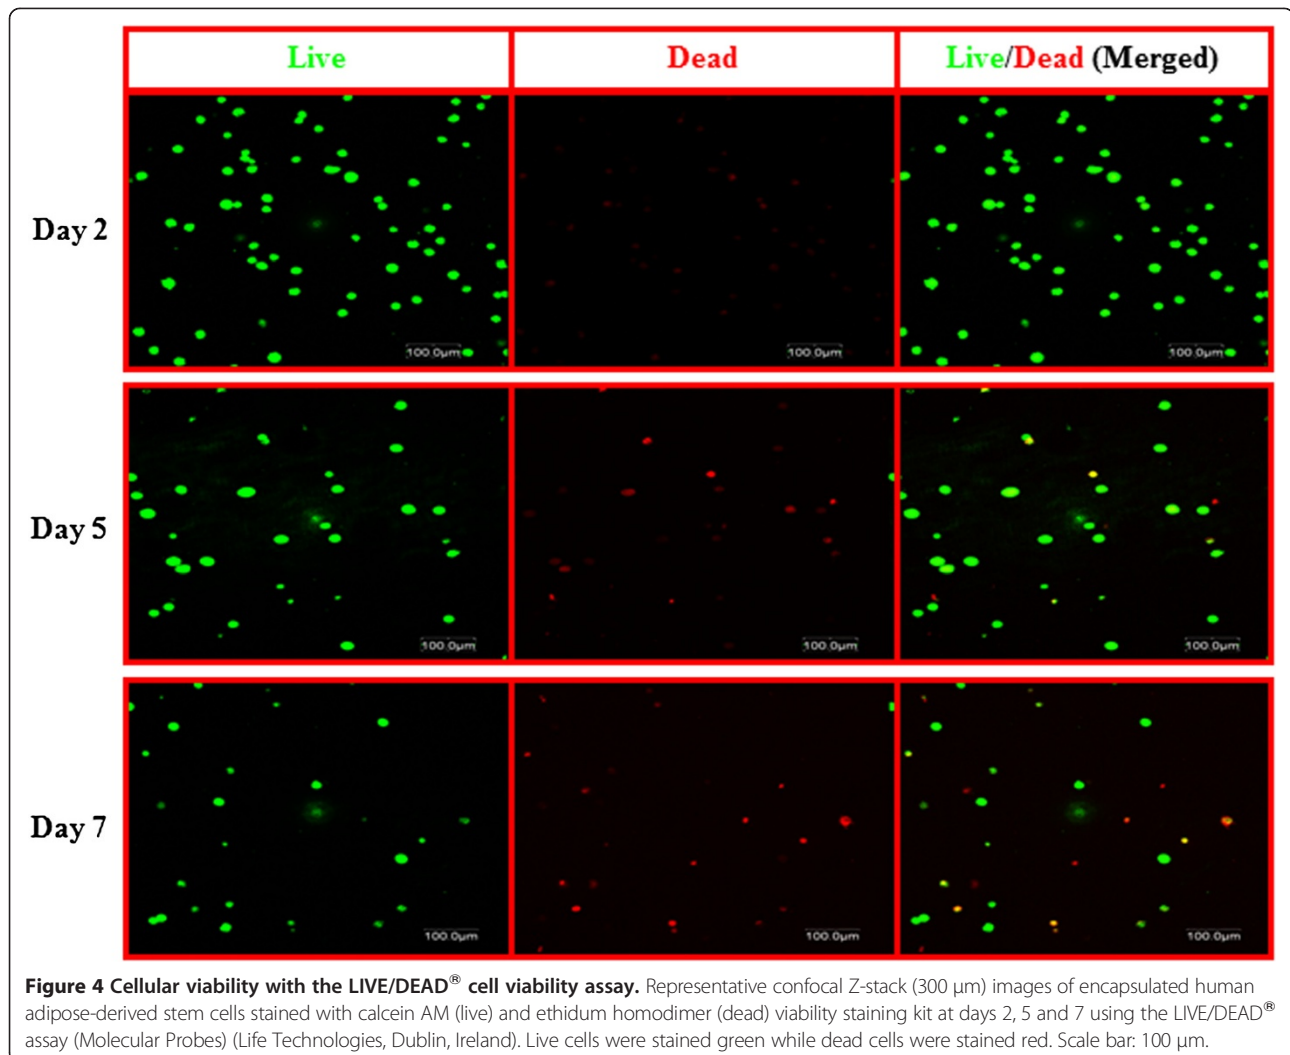 Live Dead Live/Dead (Merged)
Day 2
100.0µm 100.0µm 100.0µm
Day 5
100.0µm 100.0µm 100.0µm
Day 7
100.0µm 100.0µm 100.0µm
Figure 4 Cellular viability with the LIVE/DEAD® cell viability assay. Representative confocal Z-stack (300 μm) images of encapsulated human
adipose-derived stem cells stained with calcein AM (live) and ethidum homodimer (dead) viability staining kit at days 2, 5 and 7 using the LIVE/DEAD®
assay (Molecular Probes) (Life Technologies, Dublin, Ireland). Live cells were stained green while dead cells were stained red. Scale bar: 100 μm.